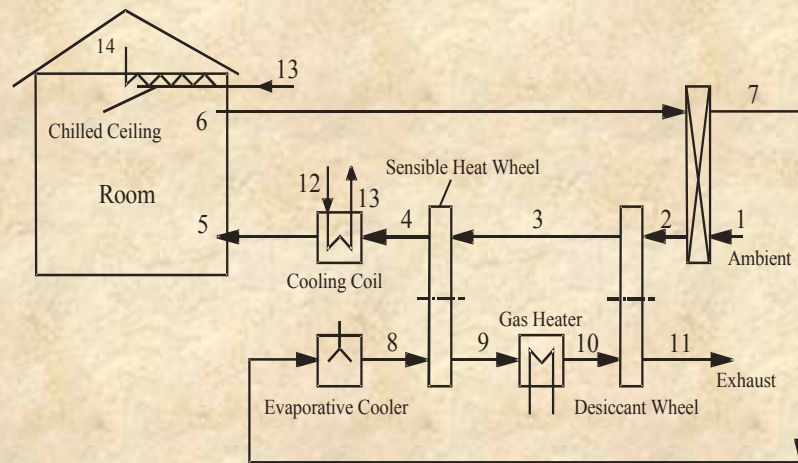 14
13
7
6
Chilled Ceiling
Sensible Heat Wheel
Room
12
13
5
4
3
2
1
Ambient
Cooling Coil
Gas Heater
8
9
10
11
Exhaust
Evaporative Cooler
Desiccant Wheel